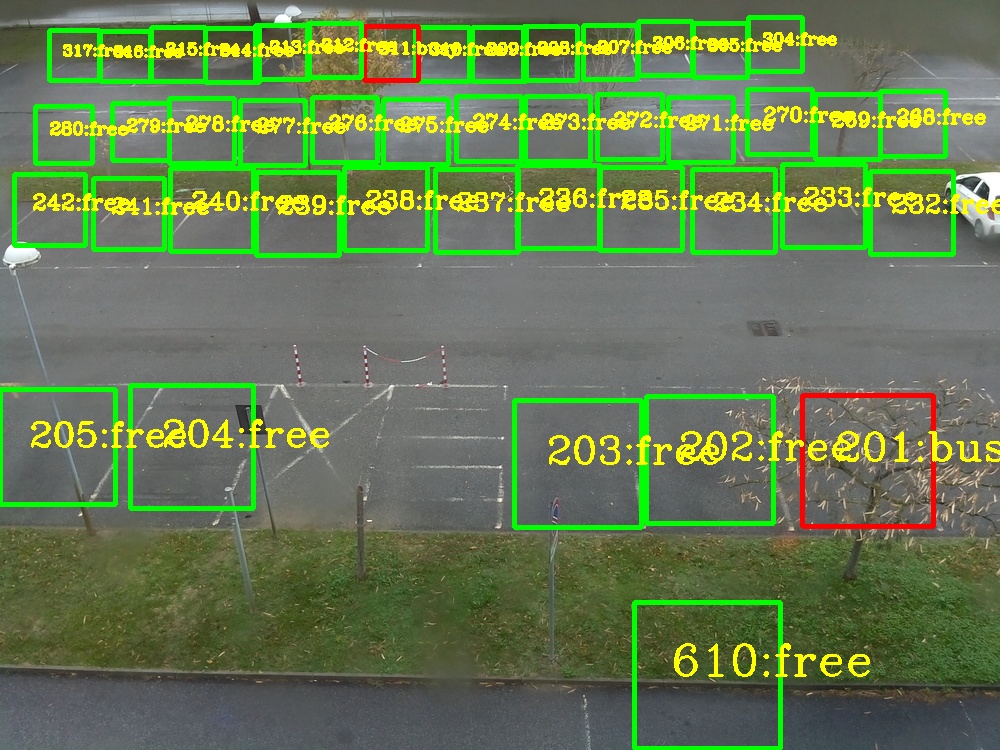 317:free 316:free 315:free 314:free 313:free 312:free 311:busy 309:free 308:free 307:free 306:free 305:free 304:free
280:free 279:free 278:free 277:free 276:free 275:free 274:free 273:free 272:free 271:free 270:free 269:free 268:free
242:free 241:free 240:free 239:free 238:free 237:free 236:free 235:free 234:free 233:free 232:free
205:free 204:free 203:free 202:free 201:bus
610:free